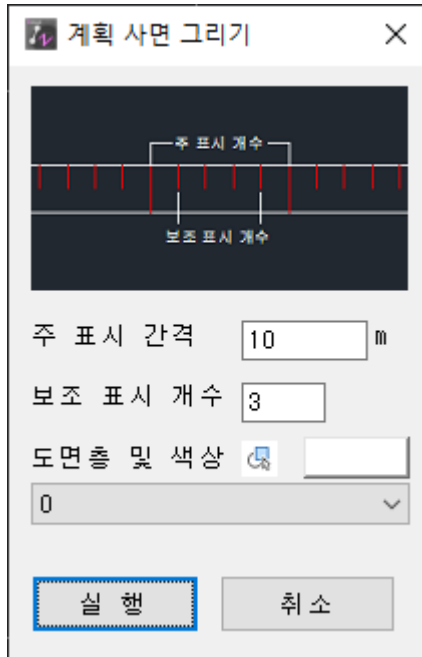 계획 사면 그리기
주 표시 개수
보조 표시 개수
주 표시 간격 10 m
보조 표시 개수 3
도면층 및 색상
0
실 행 취소